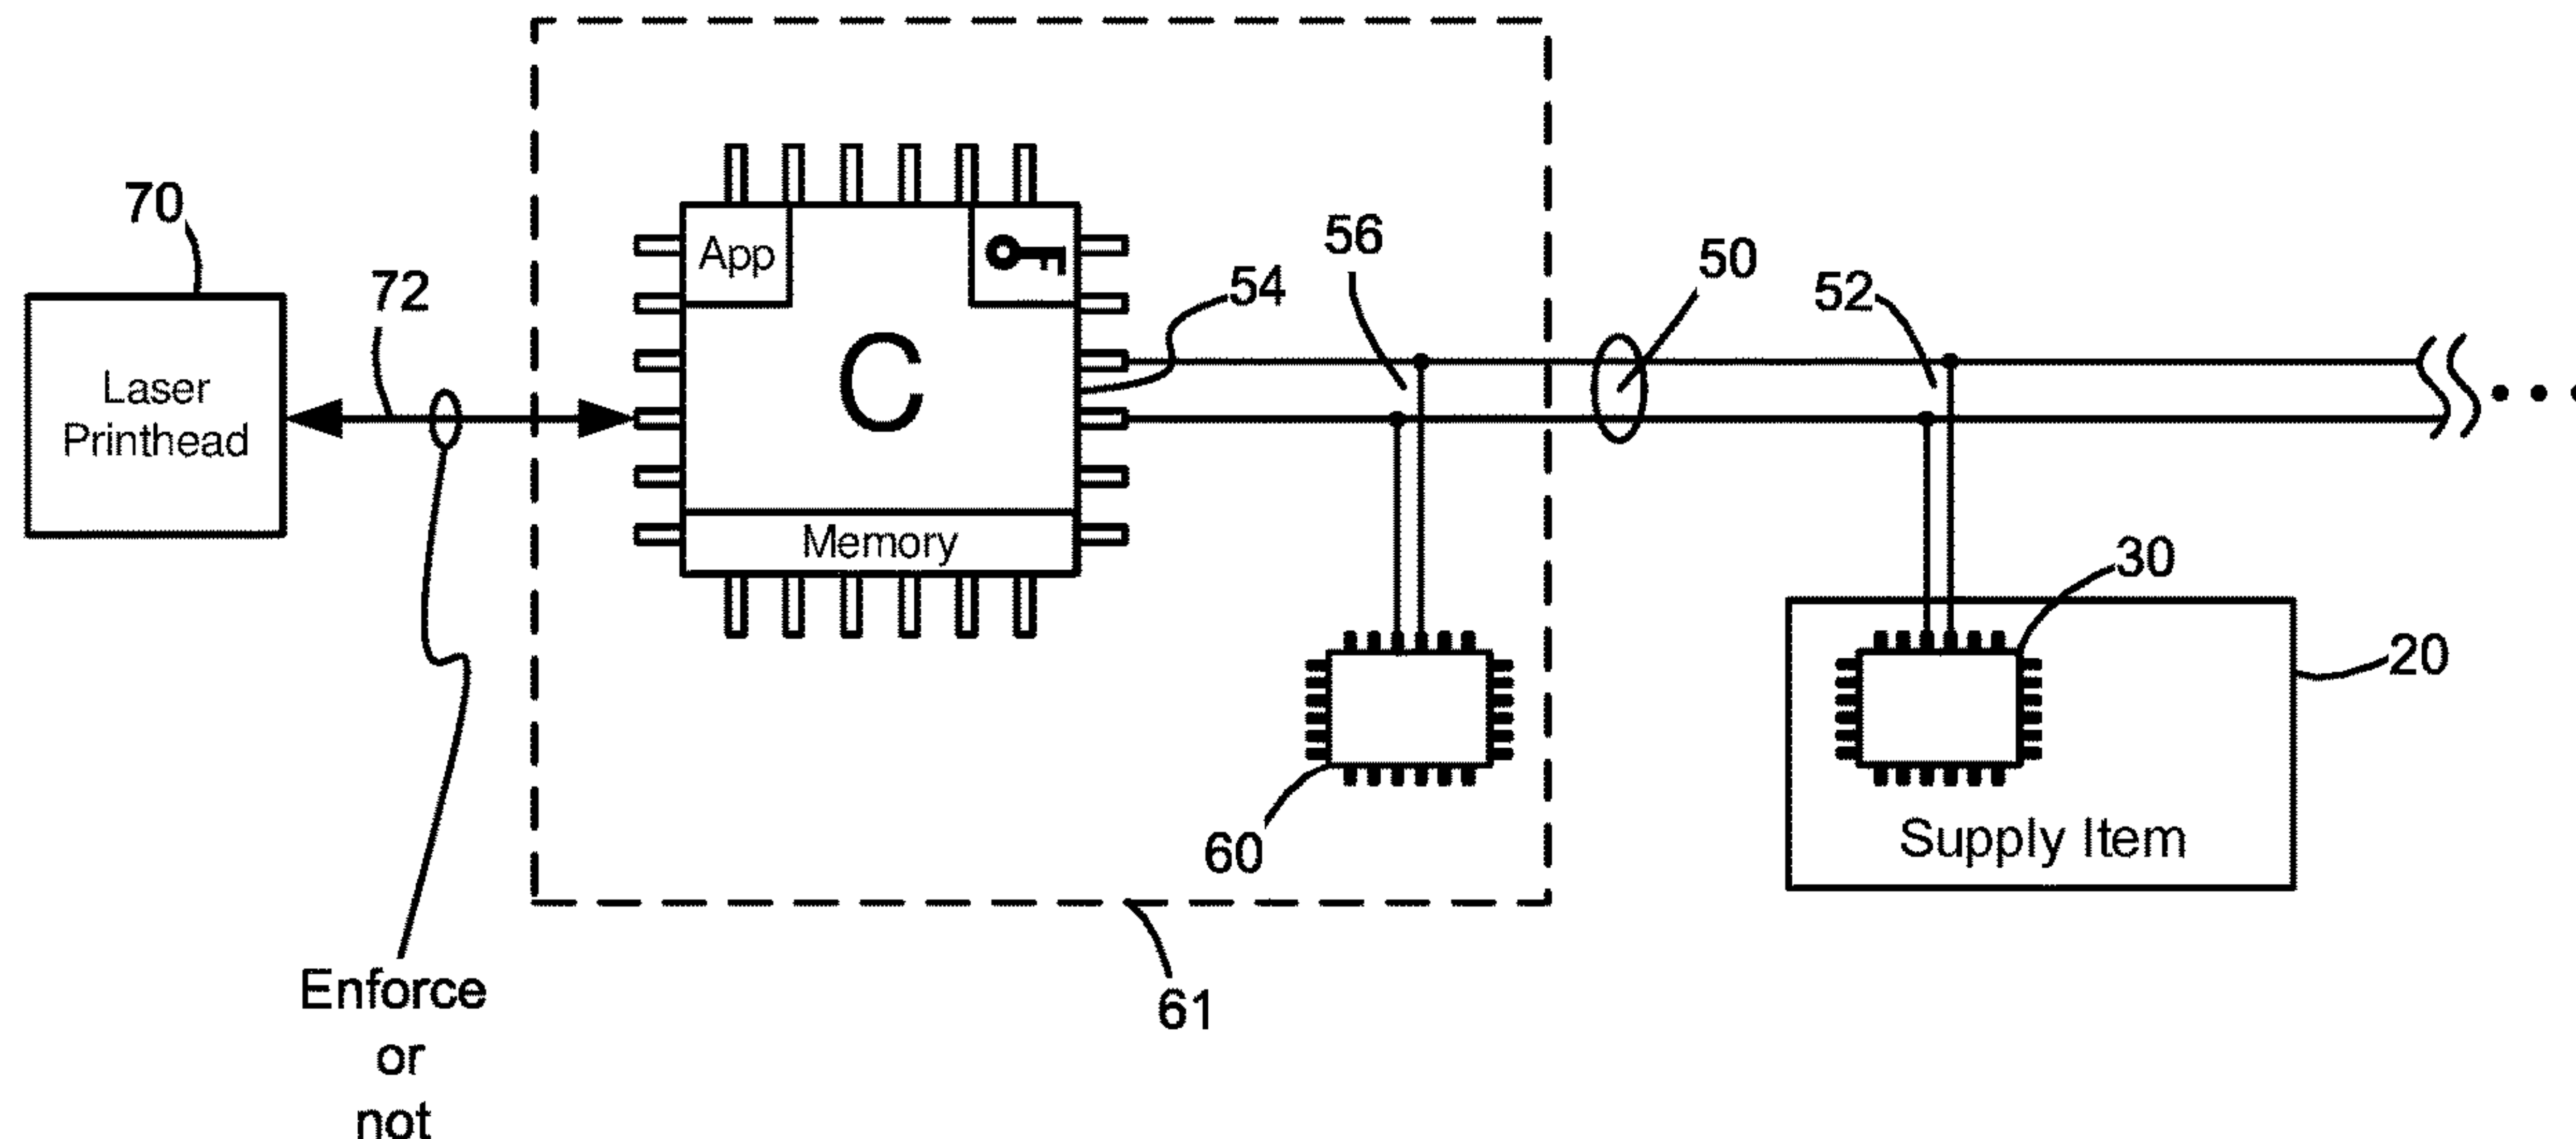 70
72
Laser
Printhead
App
C
Memory
54
56
50
52
30
20
Supply Item
60
61
Enforce
or
not